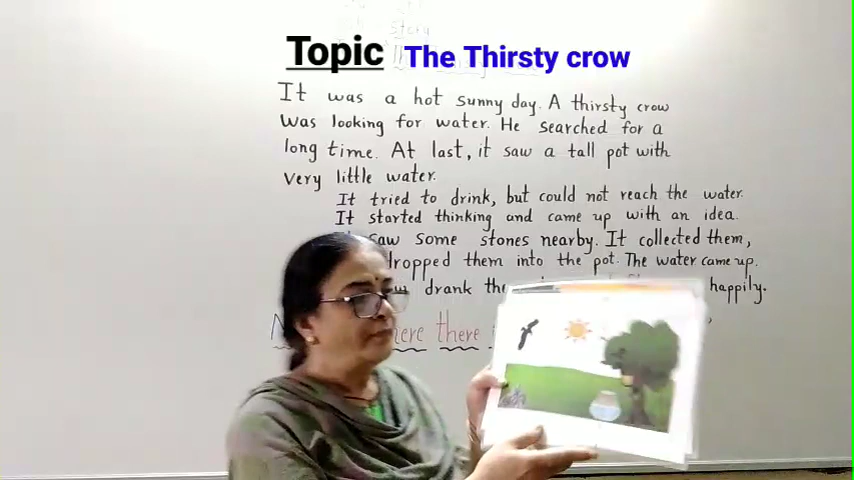 Topic The Thirsty crow
It was a hot sunny day. A thirsty crow
was looking for water. He searched for a
long time. At last, it saw a tall pot with
very little water.
It tried to drink, but could not reach the water.
It started thinking and came up with an idea.
saw some stones nearby. It collected them,
dropped them into the pot. The water came up.
drank happily.
there